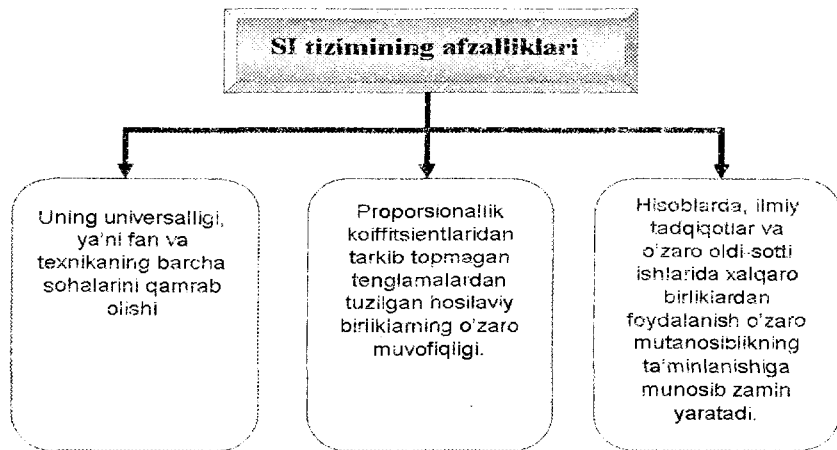 SI tizimining afzalliklari
Uning universalligi,
ya'ni fan va
texnikaning barcha
sohalarini qamrab
olishi
Proporsionallik
koiffitsientlaridan
tarkib topmagan
tenglamalardan
tuzilgan hosilaviy
birliklarning o'zaro
muvofiqligi.
Hisoblarda, ilmiy
tadqiqotlar va
o'zaro oldi-sotti
ishlarida xalqaro
birliklardan
foydalanish o'zaro
mutanosiblikning
ta'minlanishiga
munosib zamin
yaratadi.